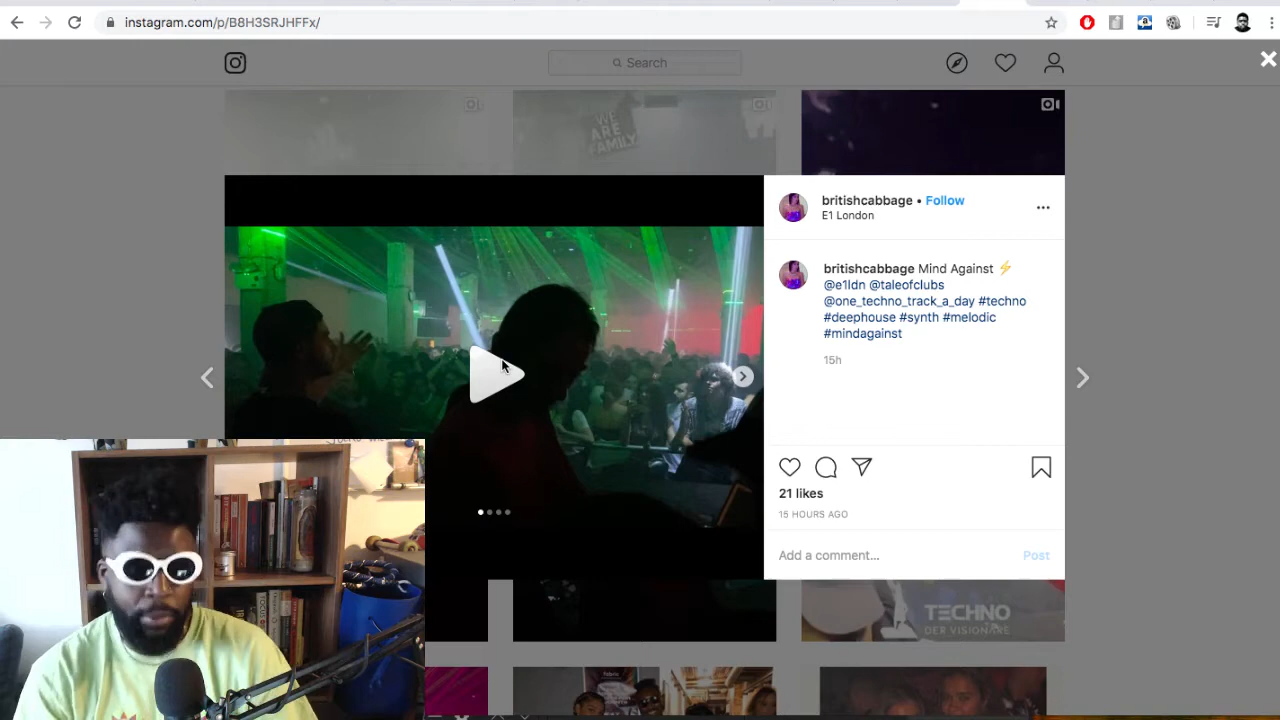 instagram.com/p/B8H3SRJHFFx/
Search
WE
ARE
FAMILY
britishcabbage • Follow
E1 London
britishcabbage Mind Against ⚡
@e1ldn @taleofclubs
@one_techno_track_a_day #techno
#deephouse #synth #melodic
#mindagainst
15h
21 likes
15 HOURS AGO
Add a comment... Post
TECHNO
DER VISIONÄRE